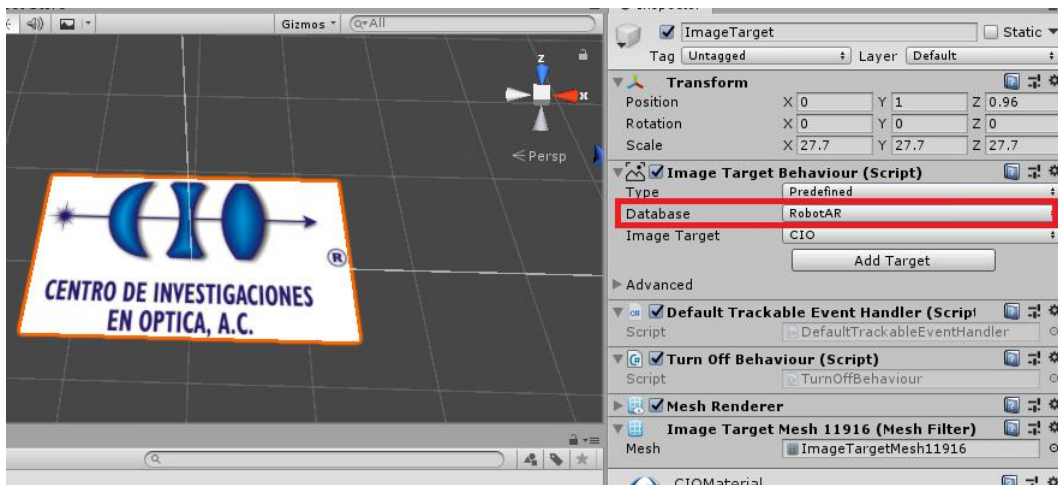 Gizmos All
z
x
Persp
CENTRO DE INVESTIGACIONES
EN OPTICA, A.C.
®
Inspector
ImageTarget Static
Tag Untagged Layer Default
Transform
Position X 0 Y 1 Z 0.96
Rotation X 0 Y 0 Z 0
Scale X 27.7 Y 27.7 Z 27.7
Image Target Behaviour (Script)
Type Predefined
Database RobotAR
Image Target CIO
Add Target
Advanced
Default Trackable Event Handler (Script
Script DefaultTrackableEventHandler
Turn Off Behaviour (Script)
Script TurnOffBehaviour
Mesh Renderer
Image Target Mesh 11916 (Mesh Filter)
Mesh ImageTargetMesh11916
CIOMaterial